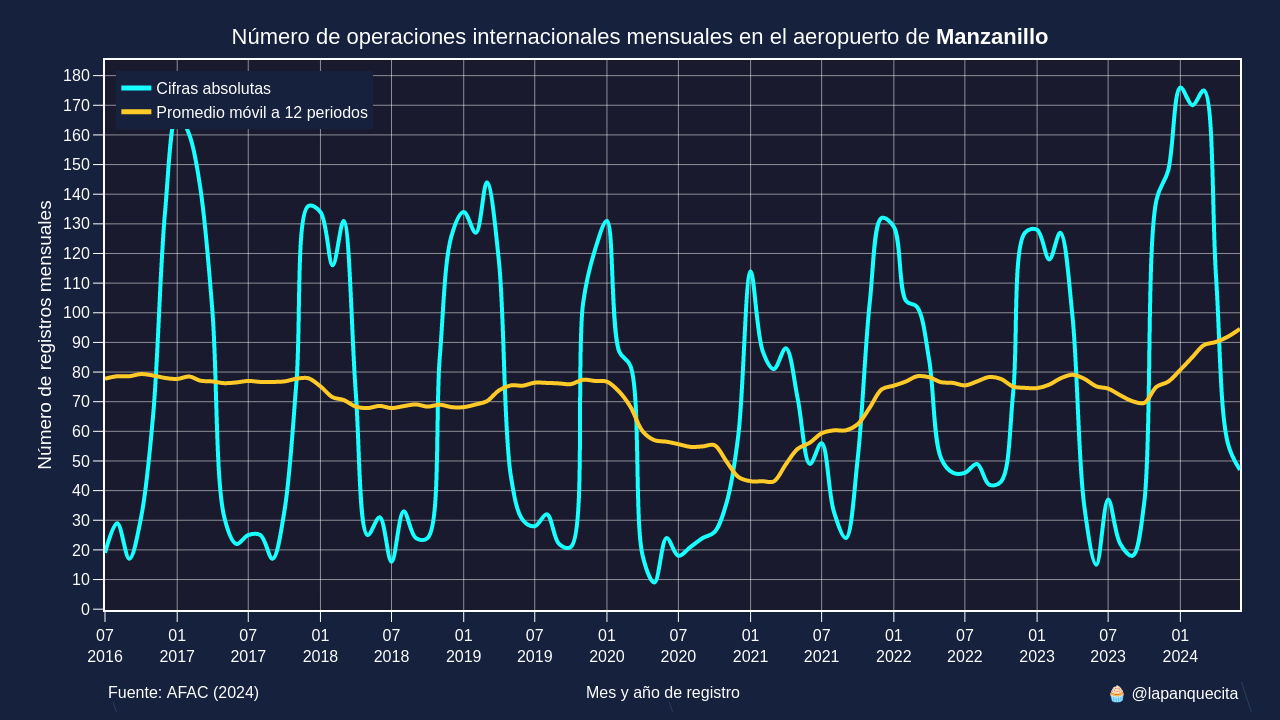 Número de operaciones internacionales mensuales en el aeropuerto de Manzanillo
Cifras absolutas
Promedio móvil a 12 periodos
Número de registros mensuales
180
170
160
150
140
130
120
110
100
90
80
70
60
50
40
30
20
10
0
07 01 07 01 07 01 07 01 07 01 07 01 07 01 07 01
2016 2017 2017 2018 2018 2019 2019 2020 2020 2021 2021 2022 2022 2023 2023 2024
Fuente: AFAC (2024) Mes y año de registro 🧁 @lapanquecita